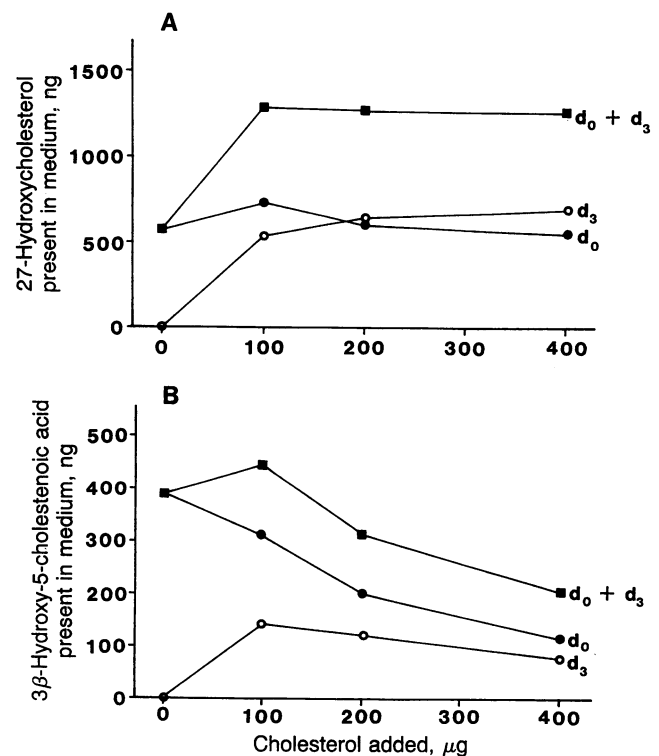 A
27-Hydroxycholesterol
present in medium, ng
1500
1000
500
0
0 100 200 300 400
d₀ + d₃
d₃
d₀
B
3β-Hydroxy-5-cholestenoic acid
present in medium, ng
500
400
300
200
100
0
0 100 200 300 400
d₀ + d₃
d₀
d₃
Cholesterol added, μg